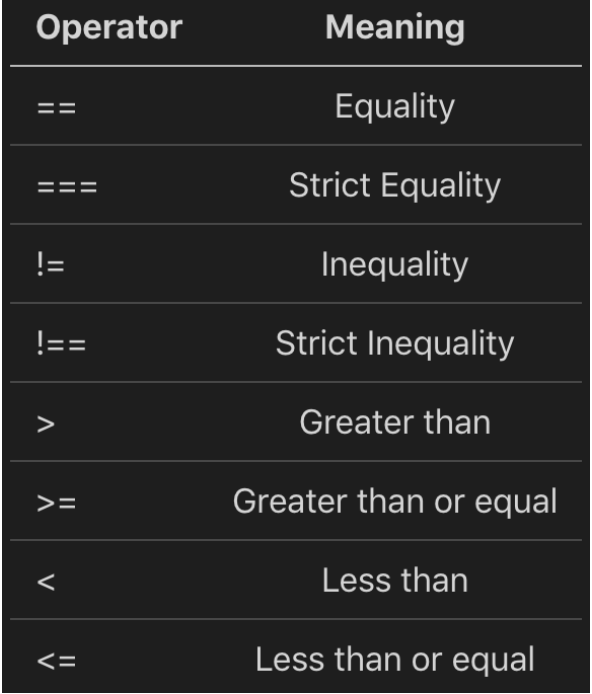 Operator Meaning
== Equality
=== Strict Equality
!= Inequality
!== Strict Inequality
> Greater than
>= Greater than or equal
< Less than
<= Less than or equal